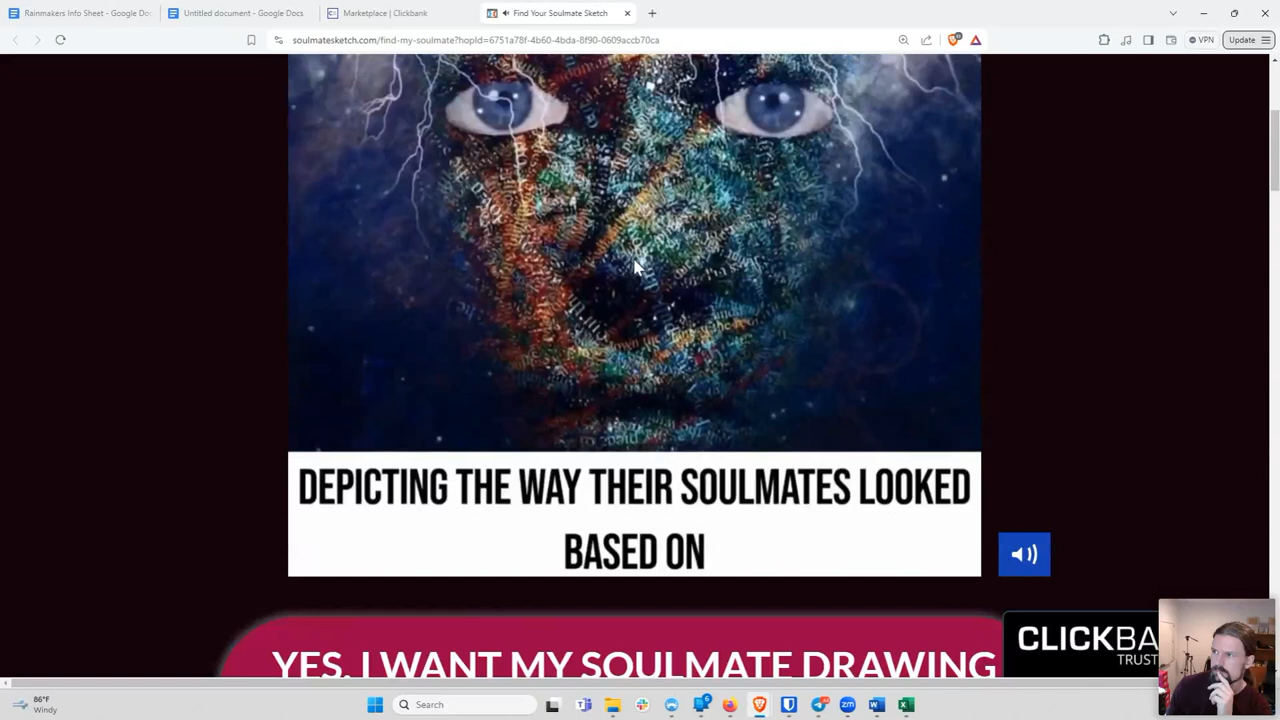 Rainmakers Info Sheet - Google Doc
Untitled document - Google Docs
Marketplace | Clickbank
Find Your Soulmate Sketch
soulmatesketch.com/find-my-soulmate?hopId=6751a78f-4b60-4bda-8f90-0609accb70ca
VPN
Update
DEPICTING THE WAY THEIR SOULMATES LOOKED
BASED ON
YES, I WANT MY SOULMATE DRAWING
CLICKBA
TRUST
86°F
Windy
Search